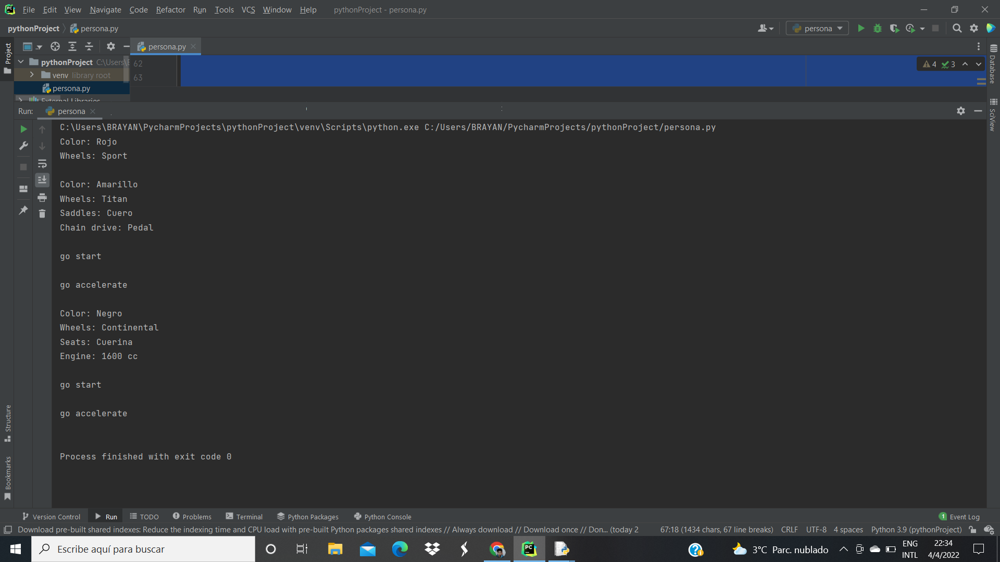 File Edit View Navigate Code Refactor Run Tools VCS Window Help pythonProject - persona.py
pythonProject persona.py persona
Project
persona.py
pythonProject C:\Users\
venv library root
persona.py
External Libraries
62
63
4 3
Database
SciView
Run: persona
C:\Users\BRAYAN\PycharmProjects\pythonProject\venv\Scripts\python.exe C:/Users/BRAYAN/PycharmProjects/pythonProject/persona.py
Color: Rojo
Wheels: Sport
Color: Amarillo
Wheels: Titan
Saddles: Cuero
Chain drive: Pedal
go start
go accelerate
Color: Negro
Wheels: Continental
Seats: Cuerina
Engine: 1600 cc
go start
go accelerate
Process finished with exit code 0
Structure
Bookmarks
Version Control Run TODO Problems Terminal Python Packages Python Console 1 Event Log
Download pre-built shared indexes: Reduce the indexing time and CPU load with pre-built Python packages shared indexes // Always download // Download once // Don... (today 2 67:18 (1434 chars, 67 line breaks) CRLF UTF-8 4 spaces Python 3.9 (pythonProject)
Escribe aquí para buscar
3°C Parc. nublado
ENG
INTL
22:34
4/4/2022